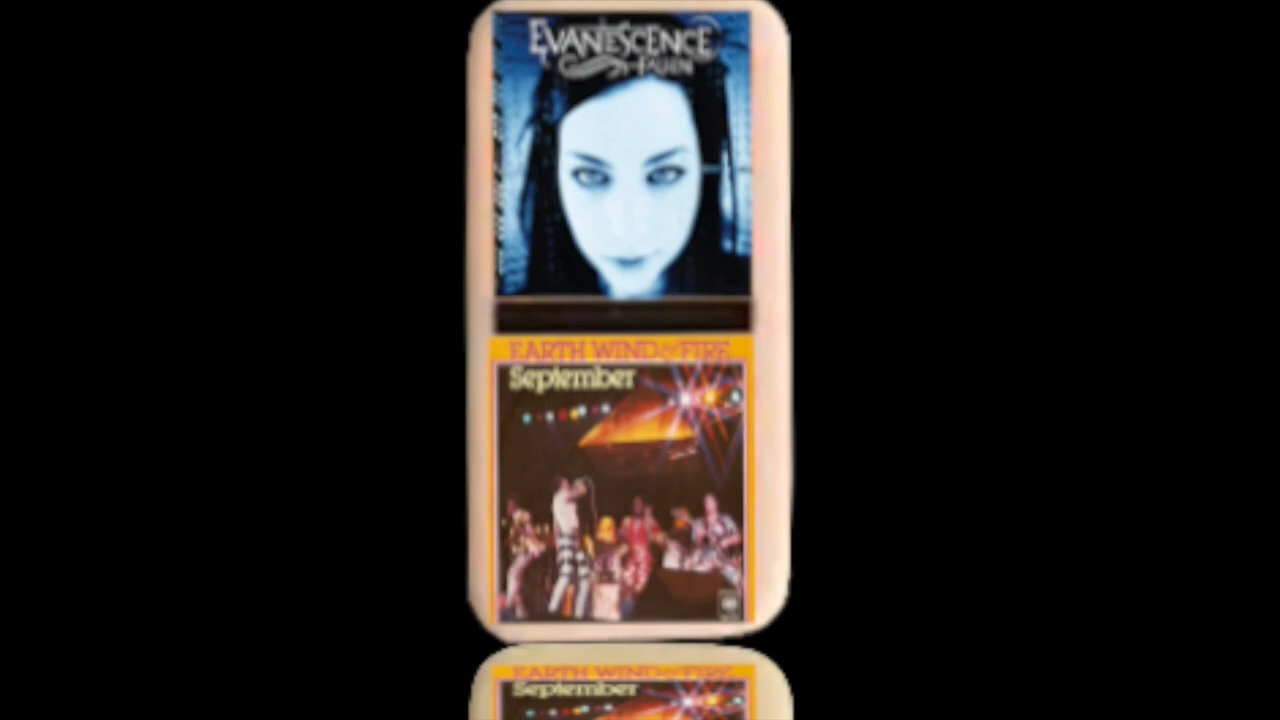 EVANESCENCE
FALLEN
EARTH WIND & FIRE
September
EARTH WIND & FIRE
September